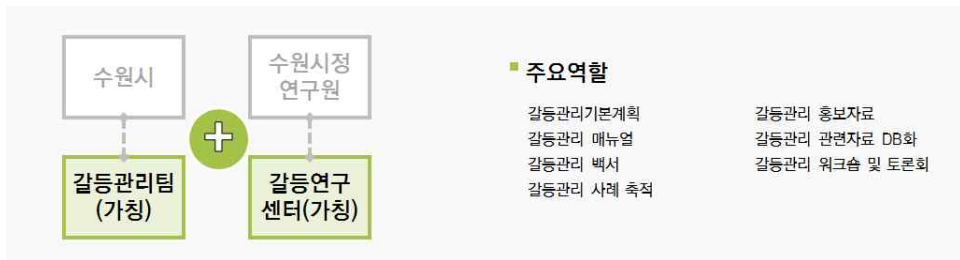 수원시
수원시정
연구원
갈등관리팀
(가칭)
갈등연구
센터(가칭)
주요역할
갈등관리기본계획
갈등관리 매뉴얼
갈등관리 백서
갈등관리 사례 축적
갈등관리 홍보자료
갈등관리 관련자료 DB화
갈등관리 워크숍 및 토론회